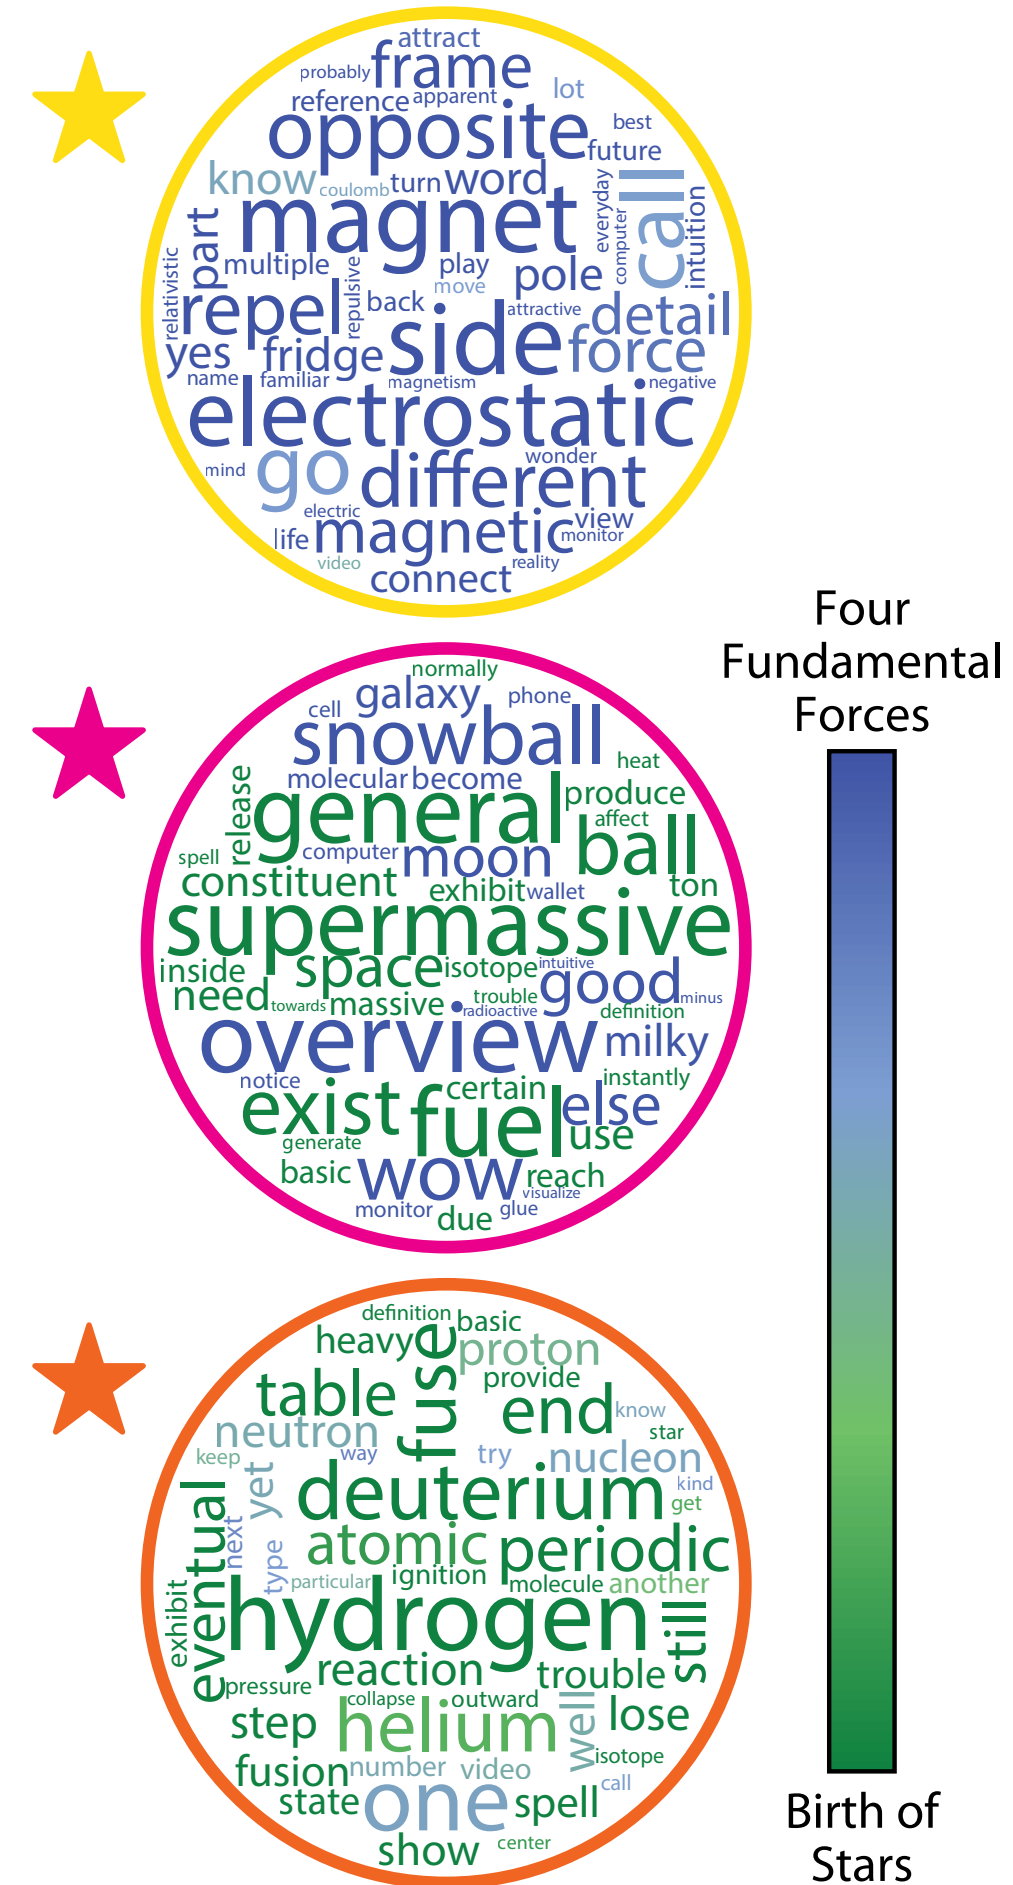 attract
probably frame lot
reference apparent
opposite best
future
know coulomb turn word
everyday computer call intuition
magnet
relativistic part multiple repulsive play pole
move
repel back attractive detail
side force
yes fridge
name familiar magnetism negative
electrostatic
mind go different wonder
electric
life magnetic view
monitor
video reality
connect
Four
Fundamental
Forces
normally
cell galaxy phone
snowball
heat
molecular become
release general produce
affect
spell computer moon ball
constituent exhibit wallet ton
supermassive
inside space isotope intuitive good
need towards massive trouble minus
radioactive definition
overview milky
notice certain instantly
exist fuel else
generate use
basic wow reach
visualize
monitor due glue
definition basic
heavy fuse proton
provide
table end know
neutron star
keep way try nucleon
yet deuterium kind
get
eventual next type atomic periodic
particular ignition molecule another
exhibit hydrogen still
reaction trouble
pressure collapse outward
step helium well lose
isotope
fusion number video call
state one spell
show center
Birth of
Stars